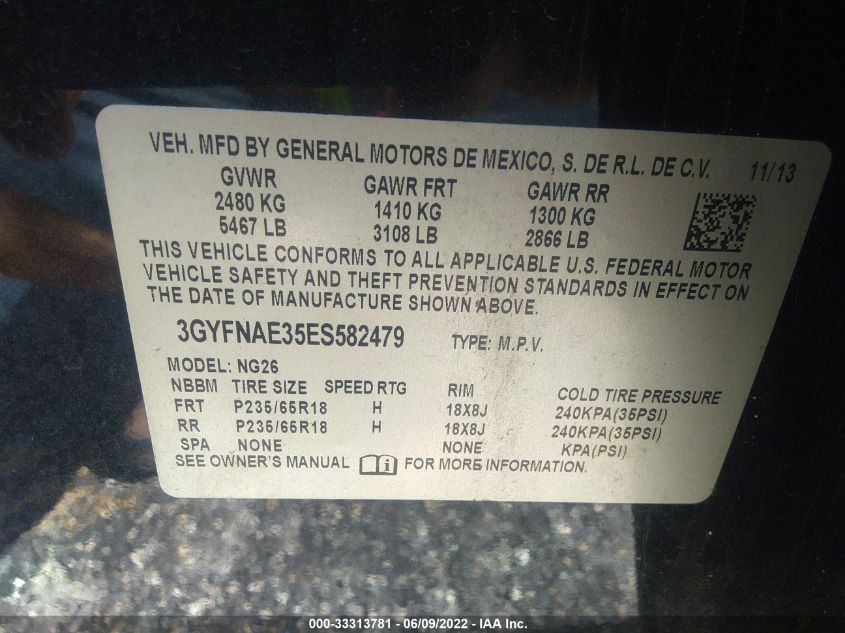 VEH. MFD BY GENERAL MOTORS DE MEXICO, S. DE R.L. DE C.V. 11/13
GVWR GAWR FRT GAWR RR
2480 KG 1410 KG 1300 KG
5467 LB 3108 LB 2866 LB
THIS VEHICLE CONFORMS TO ALL APPLICABLE U.S. FEDERAL MOTOR
VEHICLE SAFETY AND THEFT PREVENTION STANDARDS IN EFFECT ON
THE DATE OF MANUFACTURE SHOWN ABOVE.
3GYFNAE35ES582479 TYPE: M.P.V.
MODEL: NG26
NBBM TIRE SIZE SPEED RTG RIM COLD TIRE PRESSURE
FRT P235/65R18 H 18X8J 240KPA(35PSI)
RR P235/65R18 H 18X8J 240KPA(35PSI)
SPA NONE NONE KPA(PSI)
SEE OWNER'S MANUAL i FOR MORE INFORMATION.
000-33313781 - 06/09/2022 - IAA Inc.